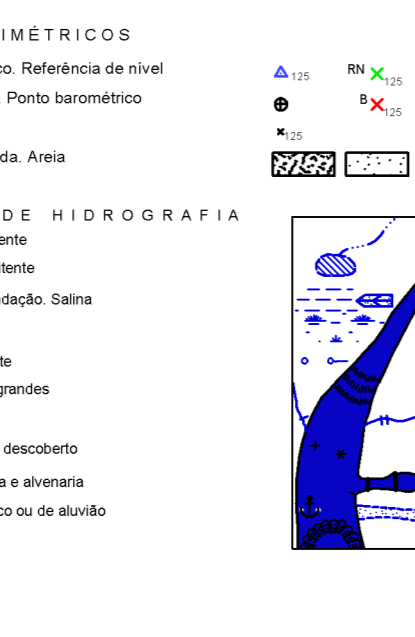 IMÉTRICOS
co. Referência de nível
. Ponto barométrico
da. Areia
125
RN 125
B 125
125
DE HIDROGRAFIA
ente
itente
ndação. Salina
te
grandes
descoberto
a e alvenaria
co ou de aluvião